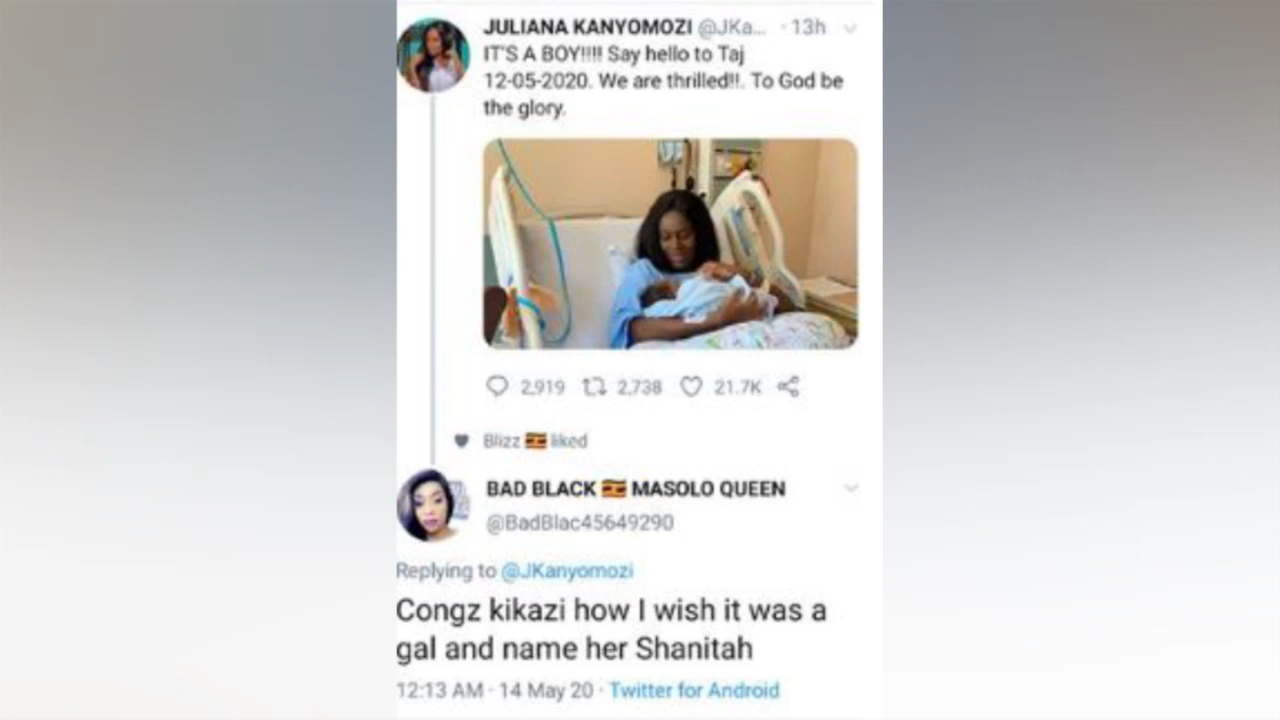 JULIANA KANYOMOZI @JKa... · 13h
IT'S A BOY!!!! Say hello to Taj
12-05-2020. We are thrilled!!. To God be
the glory.
2,919 2,738 21.7K
Blizz 🇺🇬 liked
BAD BLACK 🇺🇬 MASOLO QUEEN
@BadBlac45649290
Replying to @JKanyomozi
Congz kikazi how I wish it was a
gal and name her Shanitah
12:13 AM · 14 May 20 · Twitter for Android